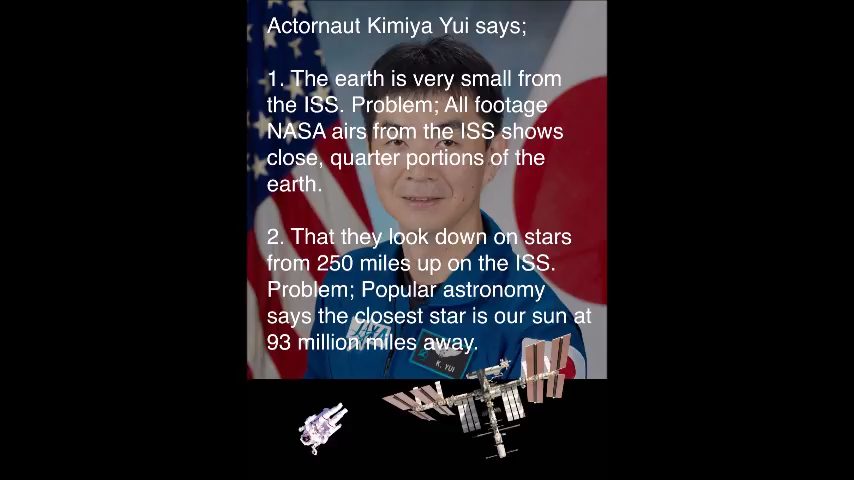 Actornaut Kimiya Yui says;
1. The earth is very small from
the ISS. Problem; All footage
NASA airs from the ISS shows
close, quarter portions of the
earth.
2. That they look down on stars
from 250 miles up on the ISS.
Problem; Popular astronomy
says the closest star is our sun at
93 million miles away.
K. YUI